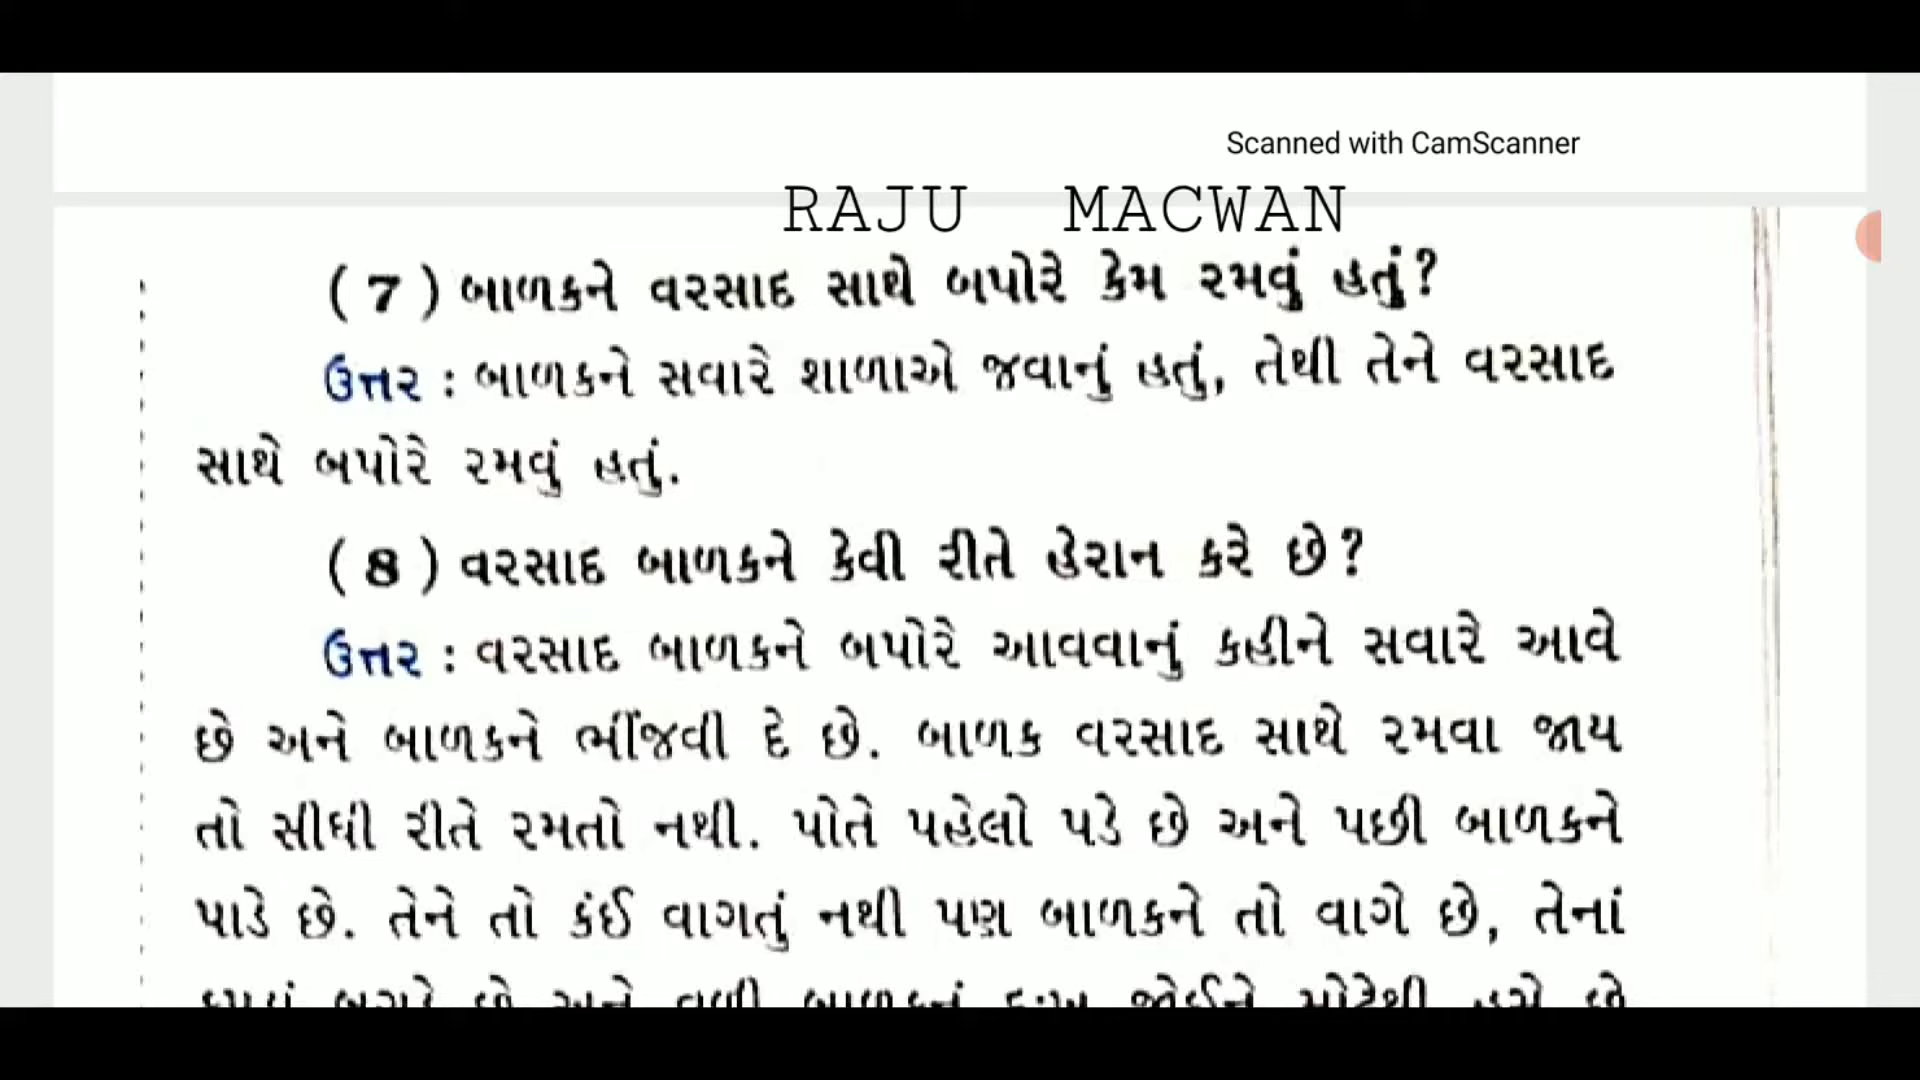 Scanned with CamScanner
RAJU MACWAN
(7) બાળકને વરસાદ સાથે બપોરે કેમ રમવું હતું?
ઉત્તર : બાળકને સવારે શાળાએ જવાનું હતું, તેથી તેને વરસાદ
સાથે બપોરે રમવું હતું.
(8) વરસાદ બાળકને કેવી રીતે હેરાન કરે છે?
ઉત્તર : વરસાદ બાળકને બપોરે આવવાનું કહીને સવારે આવે
છે અને બાળકને ભીંજવી દે છે. બાળક વરસાદ સાથે રમવા જાય
તો સીધી રીતે રમતો નથી. પોતે પહેલો પડે છે અને પછી બાળકને
પાડે છે. તેને તો કંઈ વાગતું નથી પણ બાળકને તો વાગે છે, તેનાં